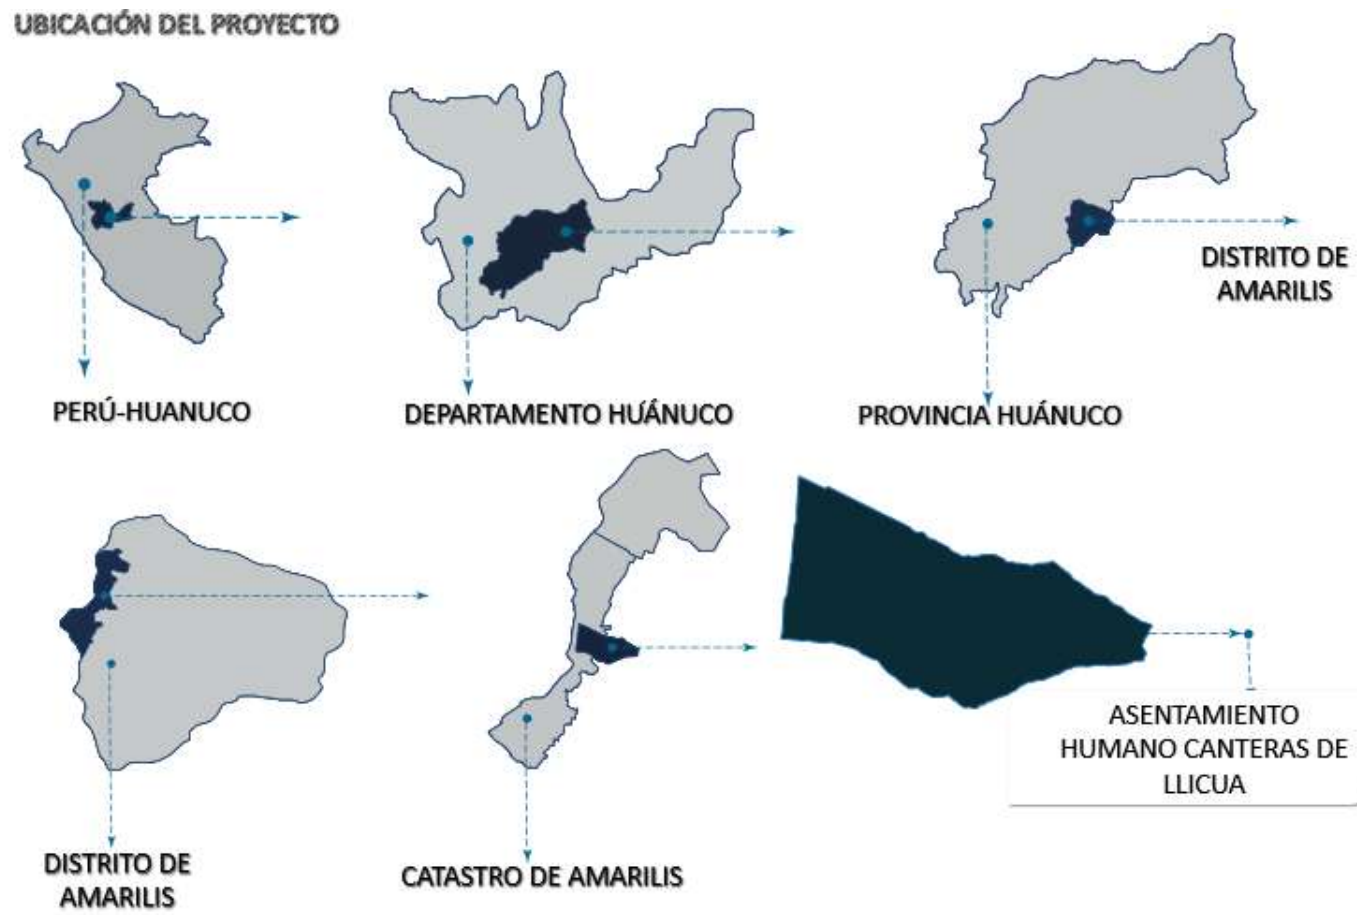 UBICACIÓN DEL PROYECTO
DISTRITO DE
AMARILIS
PERÚ-HUANUCO
DEPARTAMENTO HUÁNUCO
PROVINCIA HUÁNUCO
ASENTAMIENTO
HUMANO CANTERAS DE
LLICUA
DISTRITO DE
AMARILIS
CATASTRO DE AMARILIS